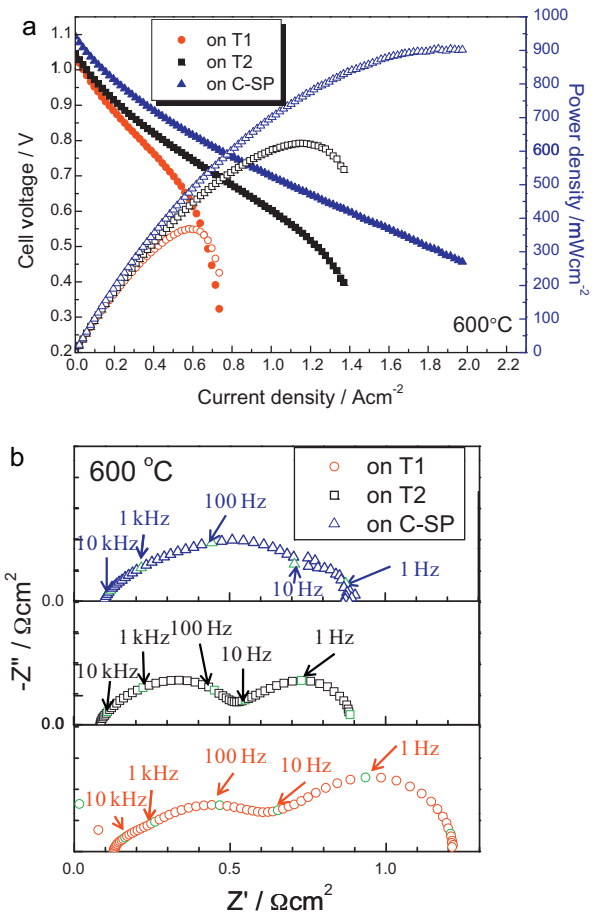 a
on T1
on T2
on C-SP
1.1
1.0
0.9
0.8
0.7
0.6
0.5
0.4
0.3
0.2
Cell voltage / V
1000
900
800
700
600
500
400
300
200
100
0
Power density /mWcm-2
600°C
0.0 0.2 0.4 0.6 0.8 1.0 1.2 1.4 1.6 1.8 2.0 2.2
Current density / Acm-2
b
600 °C
on T1
on T2
on C-SP
10 kHz
1 kHz
100 Hz
10 Hz
1 Hz
0.0
10 kHz
1 kHz
100 Hz
10 Hz
1 Hz
0.0
10 kHz
1 kHz
100 Hz
10 Hz
1 Hz
-Z" / Ωcm2
0.0 0.5 1.0
Z' / Ωcm2